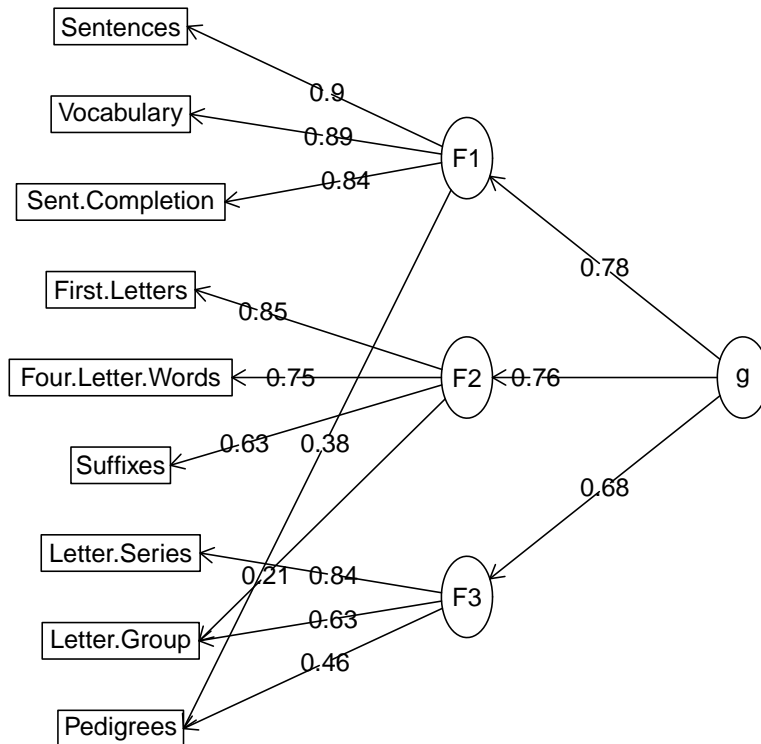 Sentences
0.9
Vocabulary
0.89
F1
Sent.Completion
0.84
0.78
First.Letters
0.85
Four.Letter.Words
0.75
F2
0.76
g
Suffixes
0.63
0.38
0.68
Letter.Series
0.21
0.84
F3
Letter.Group
0.63
0.46
Pedigrees